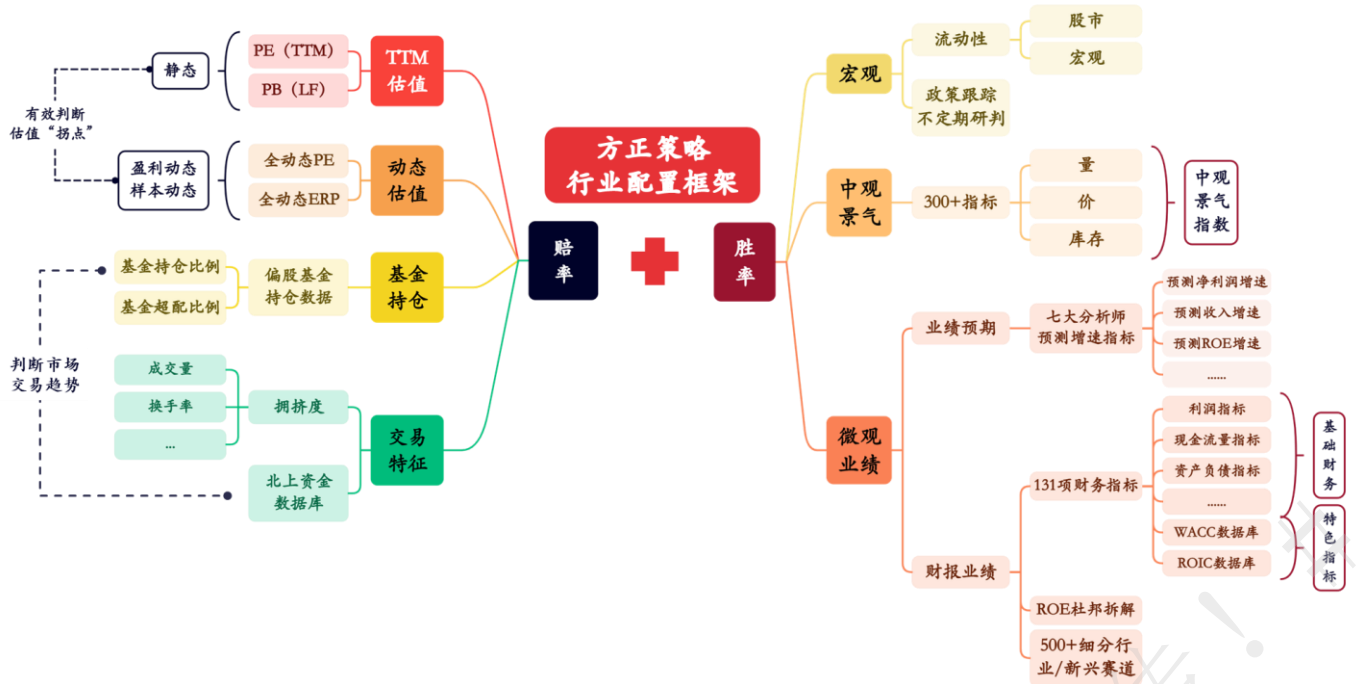 方正策略
行业配置框架
赔
率
胜
率
TTM
估值
PE（TTM）
PB（LF）
静态
有效判断
估值“拐点”
动态
估值
全动态PE
全动态ERP
盈利动态
样本动态
基金
持仓
偏股基金
持仓数据
基金持仓比例
基金超配比例
判断市场
交易趋势
交易
特征
拥挤度
成交量
换手率
...
北上资金
数据库
宏观
流动性
股市
宏观
政策跟踪
不定期研判
中观
景气
300+指标
量
价
库存
中观
景气
指数
微观
业绩
业绩预期
七大分析师
预测增速指标
预测净利润增速
预测收入增速
预测ROE增速
......
财报业绩
131项财务指标
利润指标
现金流量指标
资产负债指标
......
WACC数据库
ROIC数据库
基
础
财
务
特
色
指
标
ROE杜邦拆解
500+细分行
业/新兴赛道